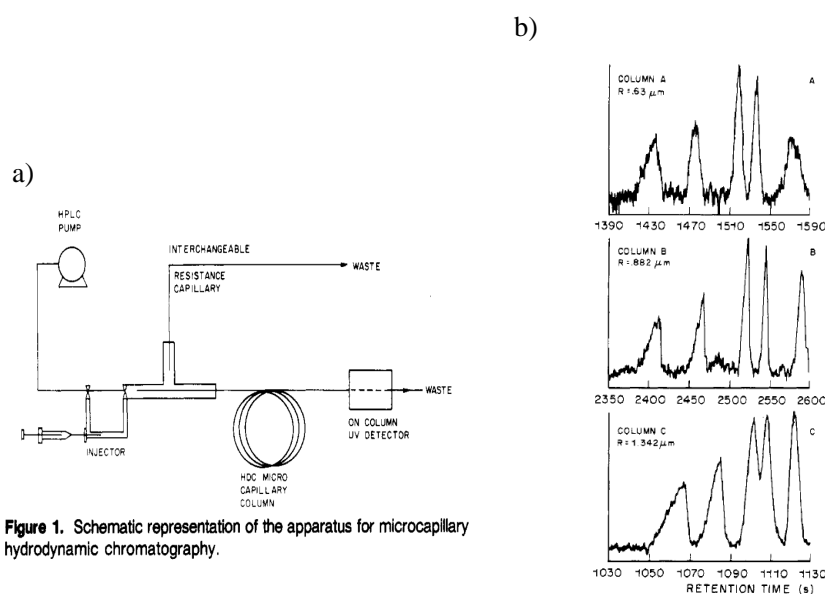 a)
HPLC
PUMP
INTERCHANGEABLE
RESISTANCE
CAPILLARY
WASTE
WASTE
INJECTOR
ON COLUMN
UV DETECTOR
HDC MICRO
CAPILLARY
COLUMN
Figure 1. Schematic representation of the apparatus for microcapillary
hydrodynamic chromatography.
b)
COLUMN A
R = .63 μm
A
1390 1430 1470 1510 1550 1590
COLUMN B
R = .882 μm
B
2350 2400 2450 2500 2550 2600
COLUMN C
R = 1.342 μm
C
1030 1050 1070 1090 1110 1130
RETENTION TIME (s)